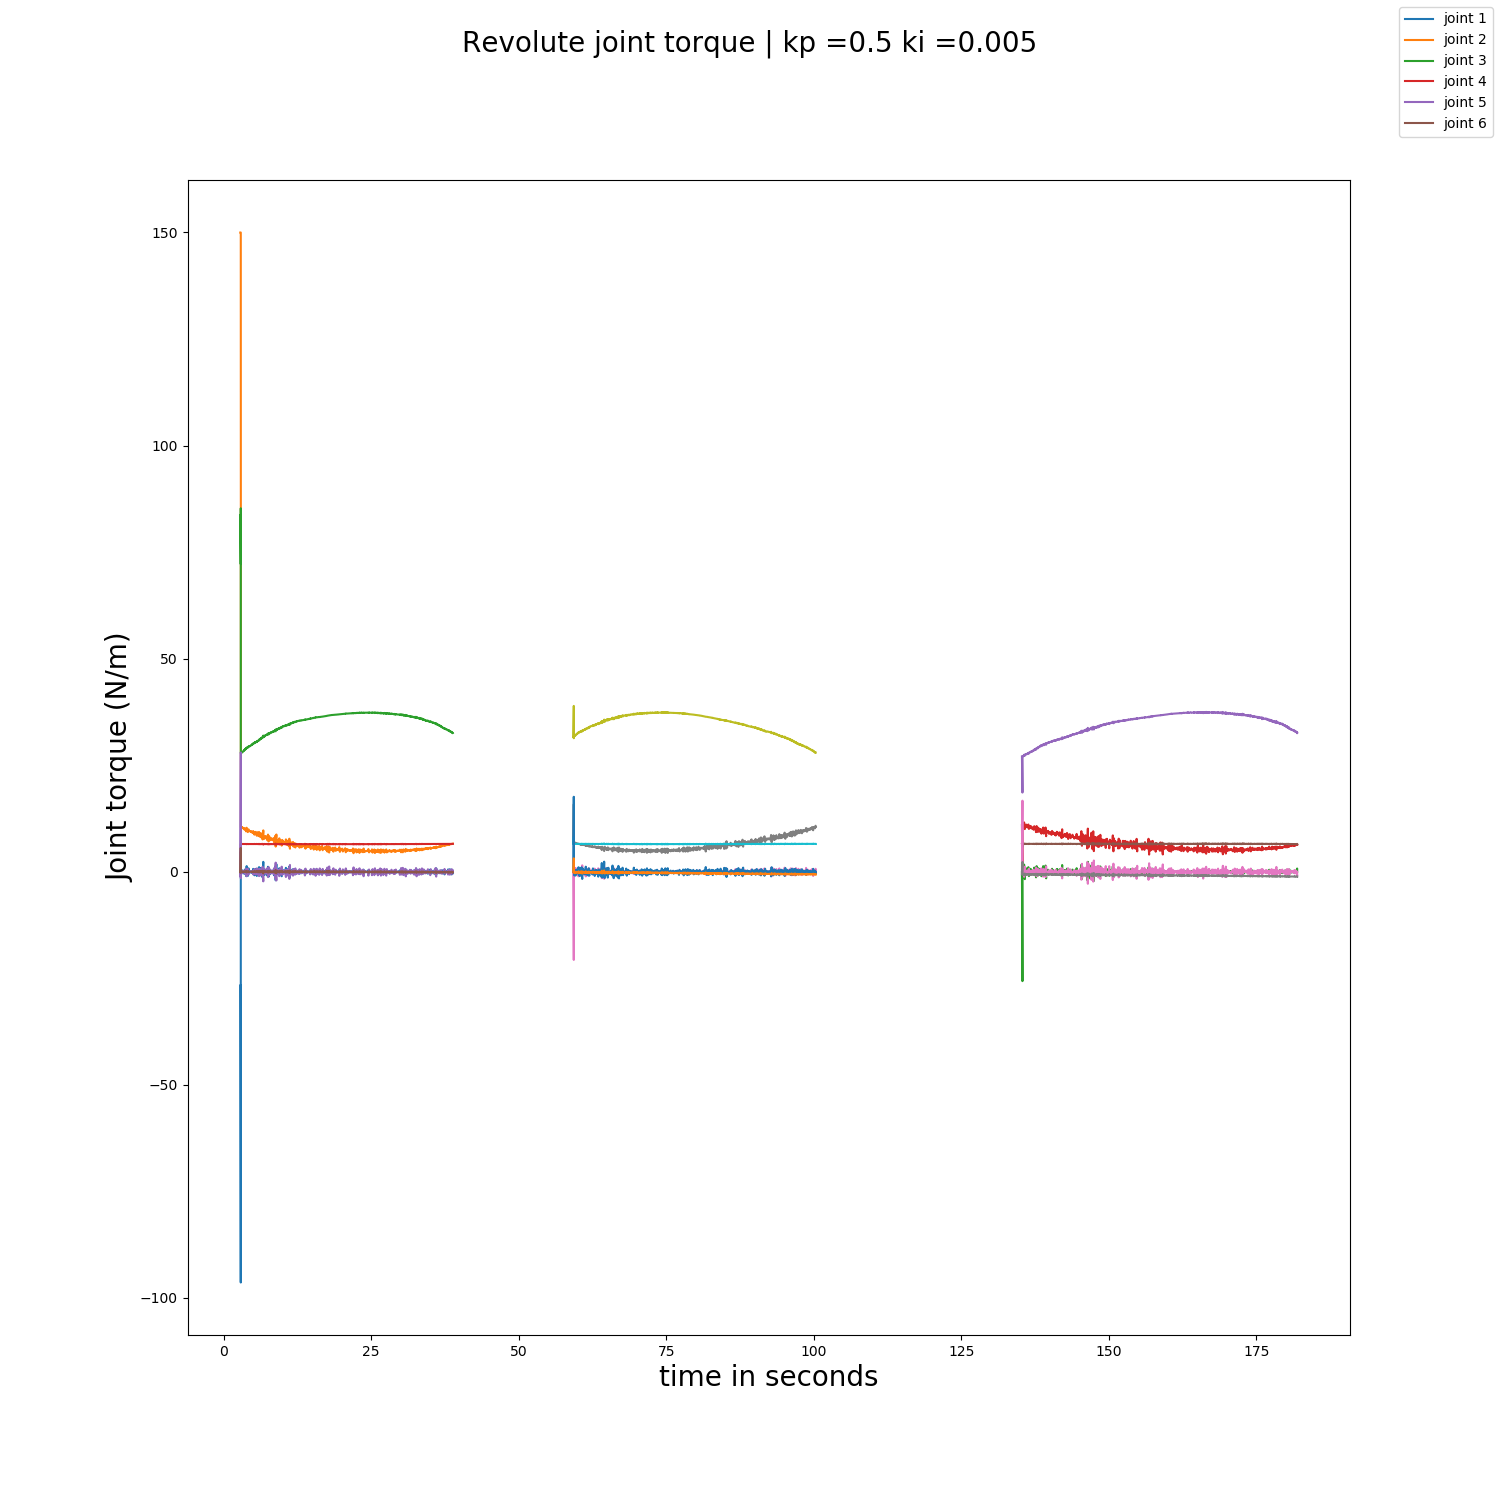 Revolute joint torque | kp =0.5 ki =0.005
joint 1
joint 2
joint 3
joint 4
joint 5
joint 6
Joint torque (N/m)
150
100
50
0
−50
−100
0 25 50 75 100 125 150 175
time in seconds